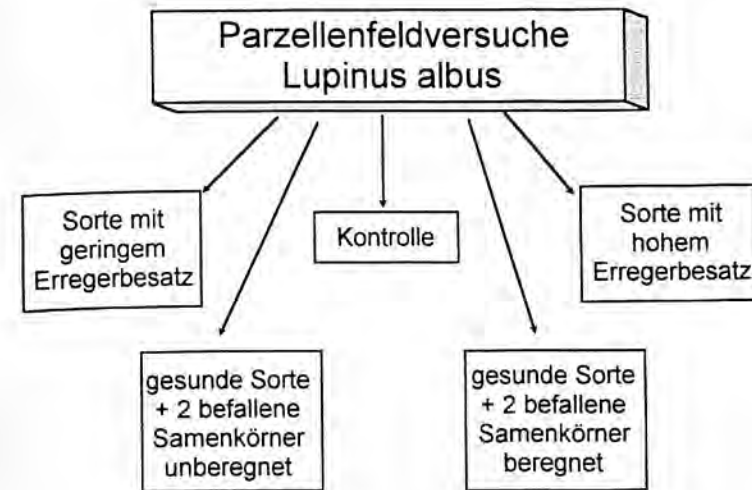 Parzellenfeldversuche
Lupinus albus
Sorte mit
geringem
Erregerbesatz
Kontrolle
Sorte mit
hohem
Erregerbesatz
gesunde Sorte
+ 2 befallene
Samenkörner
unberegnet
gesunde Sorte
+ 2 befallene
Samenkörner
beregnet